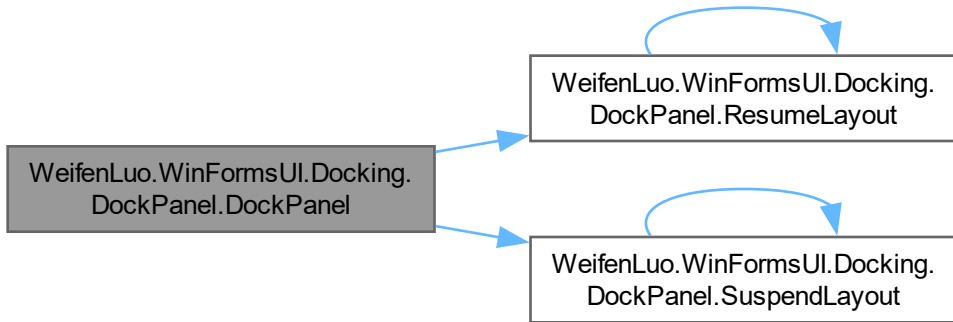 WeifenLuo.WinFormsUI.Docking.
DockPanel.ResumeLayout
WeifenLuo.WinFormsUI.Docking.
DockPanel.DockPanel
WeifenLuo.WinFormsUI.Docking.
DockPanel.SuspendLayout